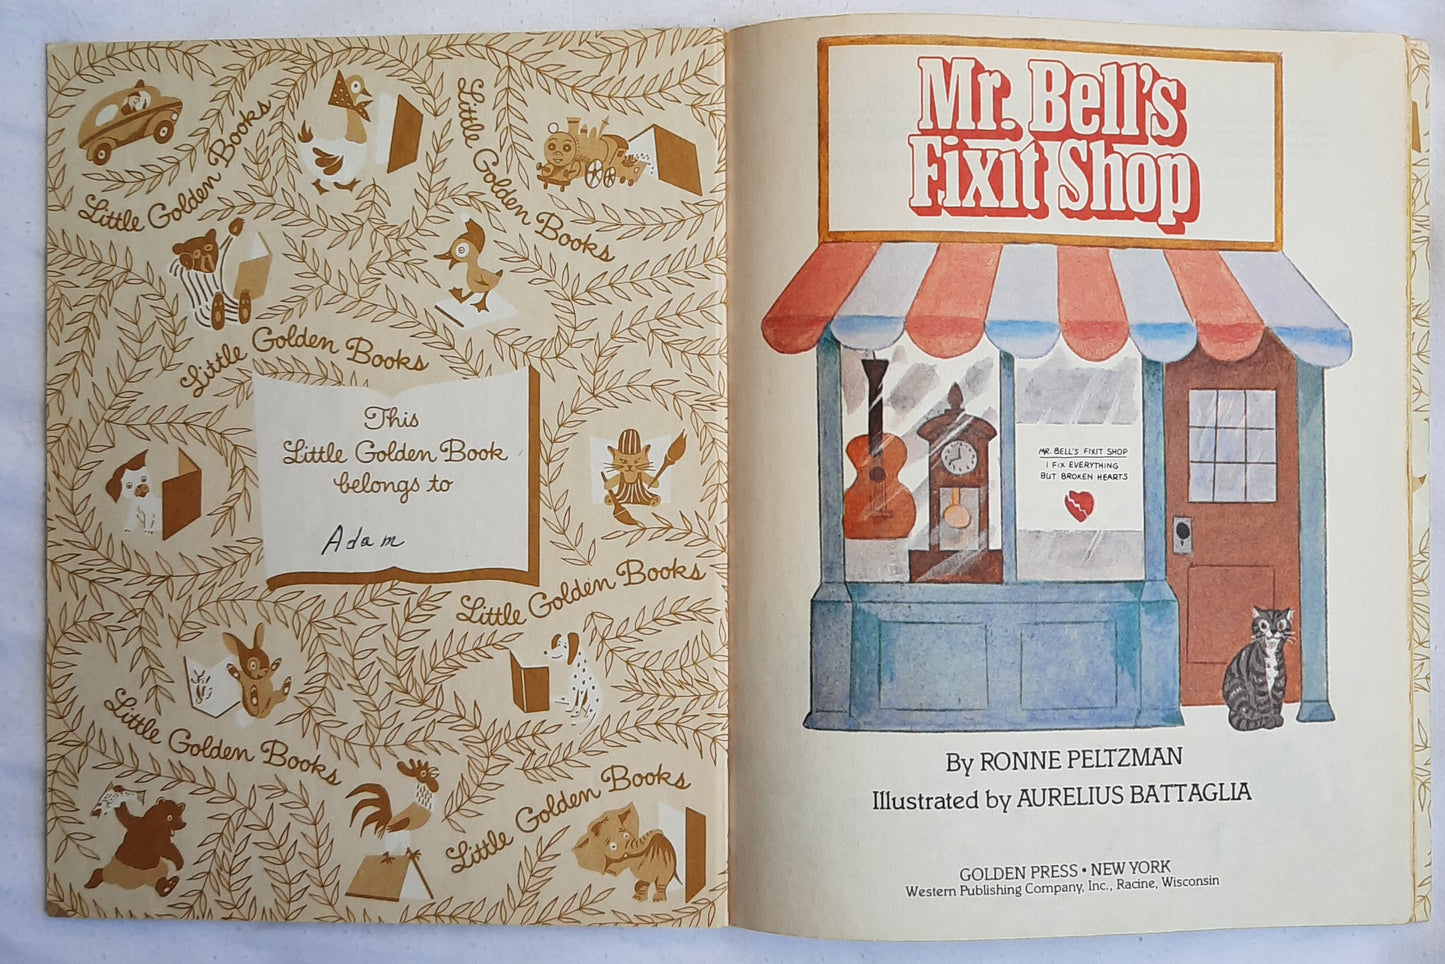 Little Golden Books
Little Golden Books
Little Golden Books
This
Little Golden Book
belongs to
Adam
Little Golden Books
Little Golden Books
Little Golden Books
Mr. Bell's
Fixit Shop
MR. BELL'S FIXIT SHOP
I FIX EVERYTHING
BUT BROKEN HEARTS
By RONNE PELTZMAN
Illustrated by AURELIUS BATTAGLIA
GOLDEN PRESS • NEW YORK
Western Publishing Company, Inc., Racine, Wisconsin